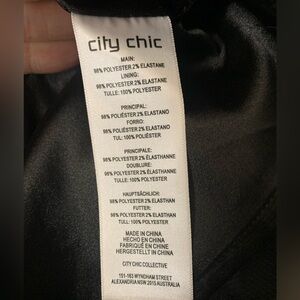 city chic
MAIN:
98% POLYESTER 2% ELASTANE
LINING:
98% POLYESTER 2% ELASTANE
TULLE: 100% POLYESTER
PRINCIPAL:
98% POLIÉSTER 2% ELASTANO
FORRO:
98% POLIÉSTER 2% ELASTANO
TUL: 100% POLIÉSTER
PRINCIPALE:
98% POLYESTER 2% ÉLASTHANNE
DOUBLURE:
98% POLYESTER 2% ÉLASTHANNE
TULLE: 100% POLYESTER
HAUPTSÄCHLICH:
98% POLYESTER 2% ELASTHAN
FUTTER:
98% POLYESTER 2% ELASTHAN
TÜLL: 100% POLYESTER
MADE IN CHINA
HECHO EN CHINA
FABRIQUÉ EN CHINE
HERGESTELLT IN CHINA
CITY CHIC COLLECTIVE
151-163 WYNDHAM STREET
ALEXANDRIA NSW 2015 AUSTRALIA